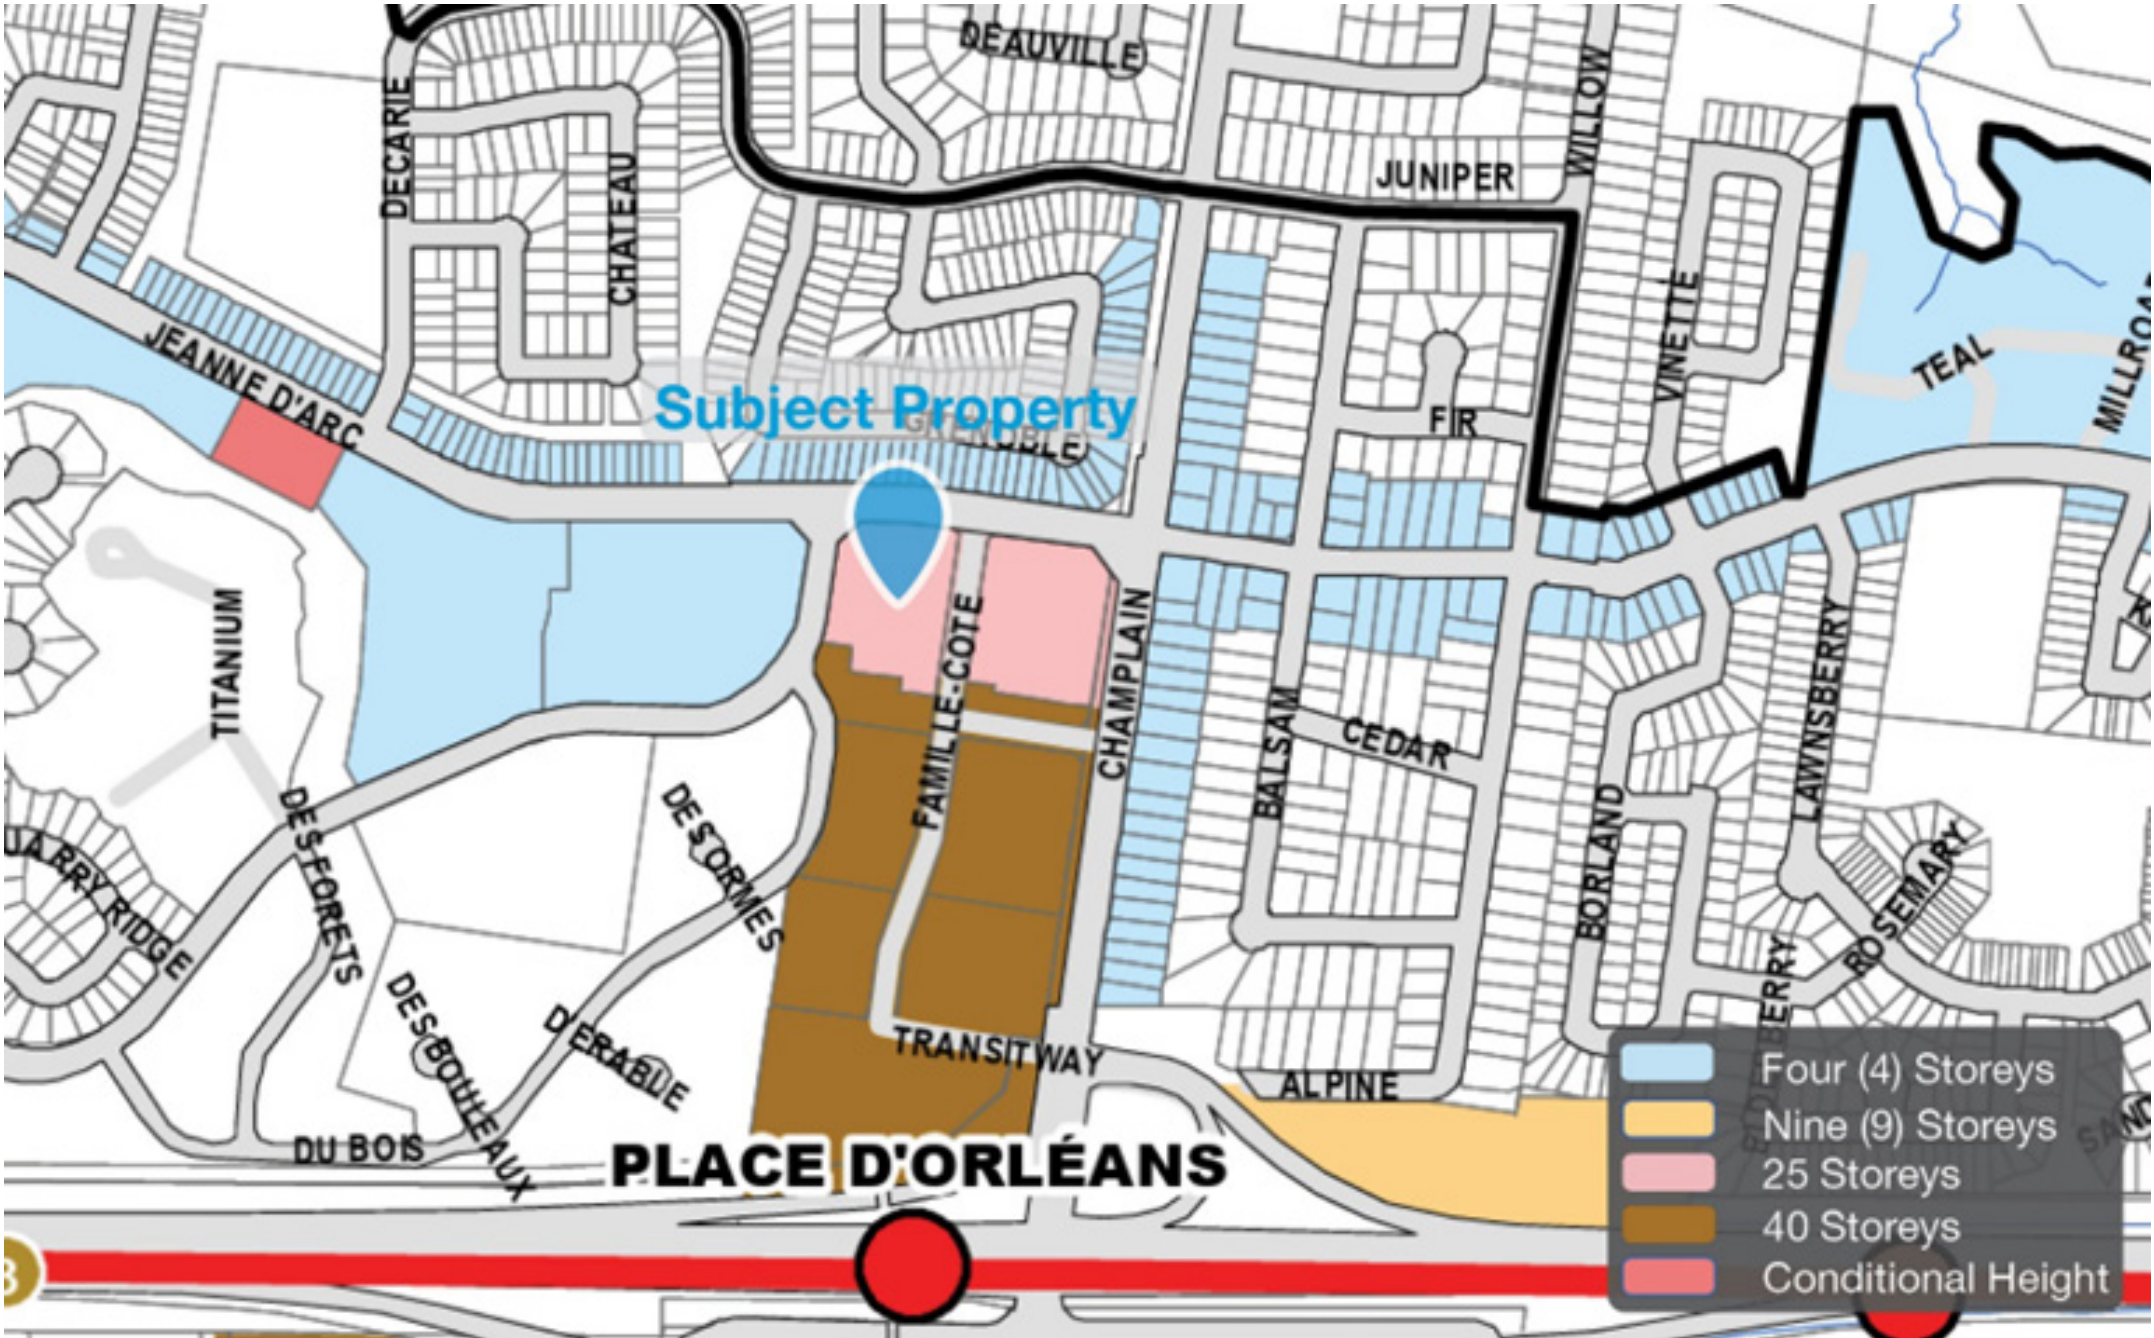 DEAUVILLE
DECARIE
CHATEAU
WILLOW
JUNIPER
VINETTE
TEAL
JEANNE D'ARC
Subject Property
FIR
TITANIUM
FAMILLE-COTE
CHAMPLAIN
BALSAM
CEDAR
BORLAND
LAWNSBERRY
ROSEMARY
DES FORETS
DES ORMES
RIDGE
DES BOULEAUX
D'ERABLE
TRANSITWAY
ALPINE
DU BOIS
PLACE D'ORLÉANS
Four (4) Storeys
Nine (9) Storeys
25 Storeys
40 Storeys
Conditional Height